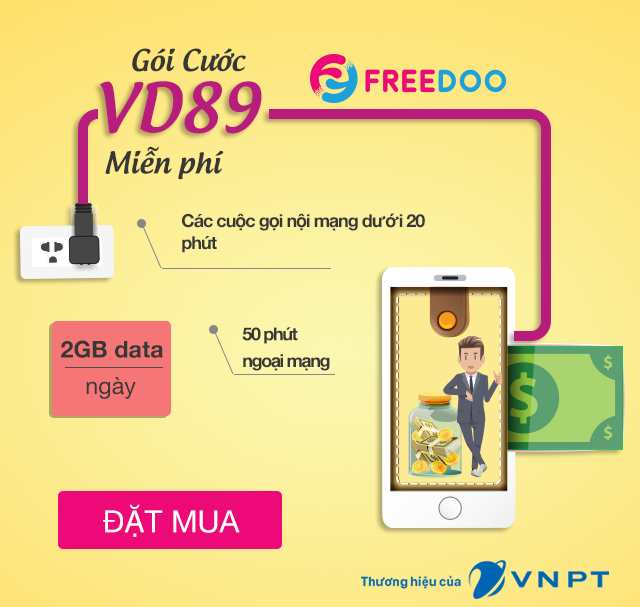 Gói Cước
VD89
Miễn phí
FREEDOO
Các cuộc gọi nội mạng dưới 20
phút
50 phút
ngoại mạng
2GB data
ngày
$
$
$
ĐẶT MUA
Thương hiệu của VNPT